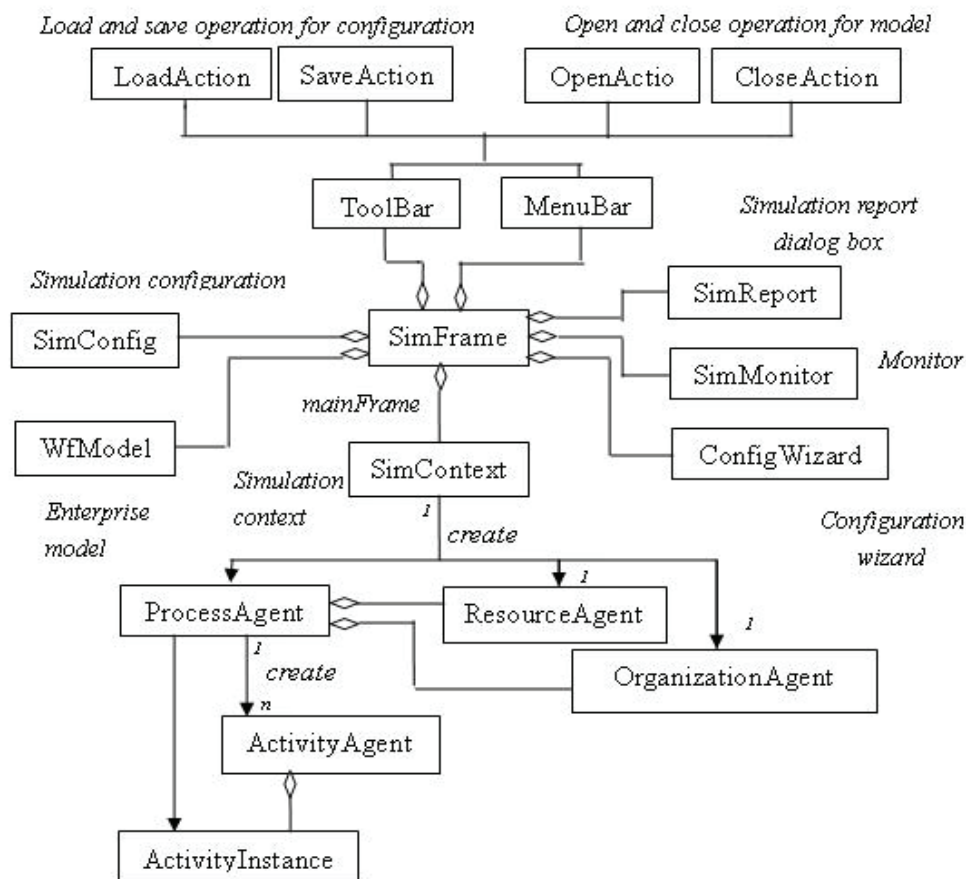 Load and save operation for configuration
Open and close operation for model
LoadAction
SaveAction
OpenActio
CloseAction
ToolBar
MenuBar
Simulation report
dialog box
Simulation configuration
SimReport
SimConfig
SimFrame
SimMonitor
Monitor
mainFrame
WfModel
SimContext
ConfigWizard
Simulation
context
Enterprise
model
1
create
Configuration
wizard
ProcessAgent
1
ResourceAgent
1
1
create
OrganizationAgent
n
ActivityAgent
ActivityInstance